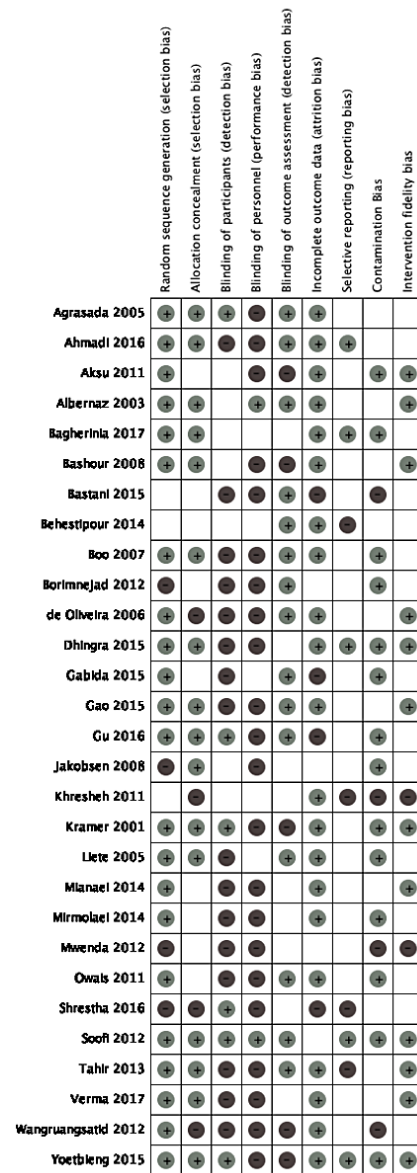 Random sequence generation (selection bias)
Allocation concealment (selection bias)
Blinding of participants (detection bias)
Blinding of personnel (performance bias)
Blinding of outcome assessment (detection bias)
Incomplete outcome data (attrition bias)
Selective reporting (reporting bias)
Contamination Bias
Intervention fidelity bias
Agrasada 2005 + + + - + +
Ahmadi 2016 + + - - + + +
Aksu 2011 + - - + + +
Albernaz 2003 + + + + + +
Bagherinia 2017 + + + + +
Bashour 2008 + + - - + +
Bastani 2015 - - + - -
Behestipour 2014 + + -
Boo 2007 + + - - + + +
Borimnejad 2012 - - - + +
de Oliveira 2006 + - - - + + +
Dhingra 2015 + + - - + + + +
Gabida 2015 + - + - +
Gao 2015 + + - - + + +
Gu 2016 + + + - + - +
Jakobsen 2008 - + - +
Khresheh 2011 - + - - -
Kramer 2001 + + + - - + + +
Liete 2005 + + - + + +
Mianaei 2014 + - - + +
Mirmolaei 2014 + - - + +
Mwenda 2012 - - - - -
Owais 2011 + - - + + +
Shrestha 2016 - - + - - -
Soofi 2012 + + + + + + + +
Tahir 2013 + + - - + + - +
Verma 2017 + + - - + +
Wangruangsatid 2012 + - - - - + -
Yoetbieng 2015 + + + - - + + + +